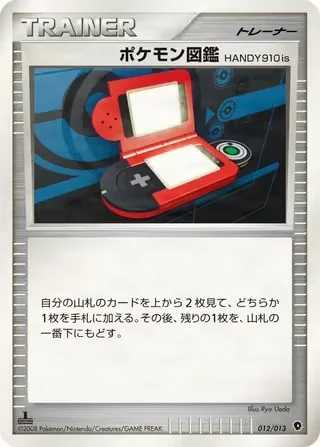 TRAINER
トレーナー
ポケモン図鑑 HANDY910is
自分の山札のカードを上から2枚見て、どちらか
1枚を手札に加える。その後、残りの1枚を、山札の
一番下にもどす。
Illus.Ryo Ueda
1
©2008 Pokémon/Nintendo/Creatures/GAME FREAK
012/013